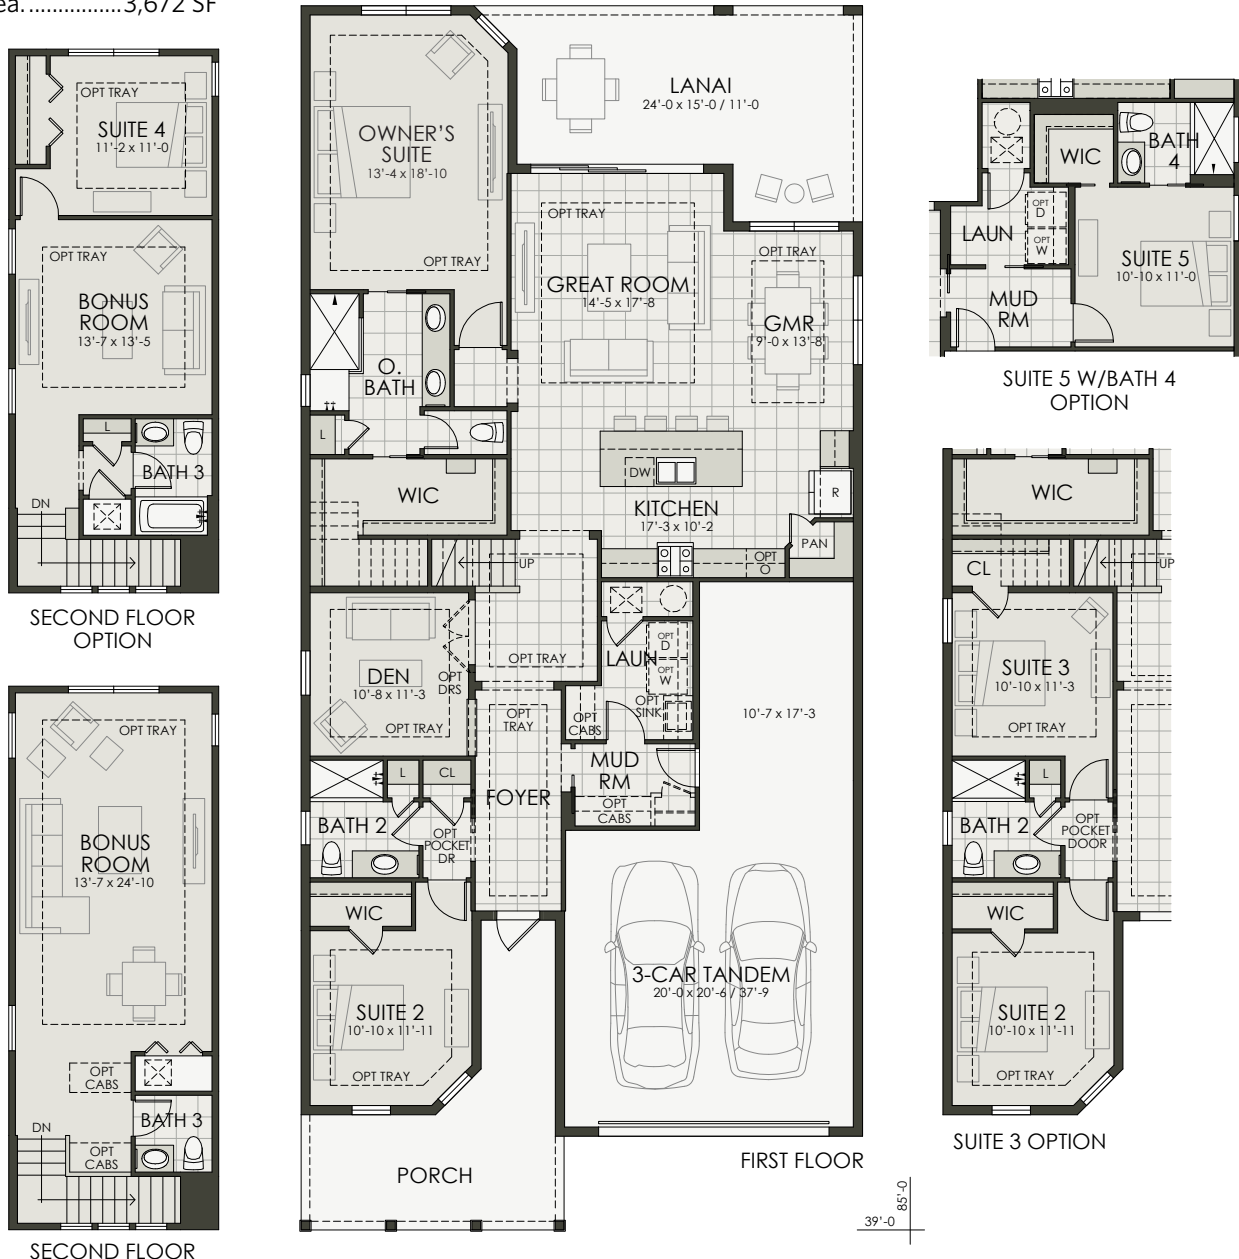 ea. ............... 3,672 SF
OPT TRAY
SUITE 4
11'-2 x 11'-0
OPT TRAY
BONUS
ROOM
13'-7 x 13'-5
L
BATH 3
DN
SECOND FLOOR
OPTION
OPT TRAY
BONUS
ROOM
13'-7 x 24'-10
OPT
CABS
BATH 3
DN
OPT
CABS
SECOND FLOOR
LANAI
24'-0 x 15'-0 / 11'-0
OWNER'S
SUITE
13'-4 x 18'-10
OPT TRAY
OPT TRAY
GREAT ROOM
14'-5 x 17'-8
OPT TRAY
GMR
9'-0 x 13'-8
O.
BATH
L
WIC
DW
KITCHEN
17'-3 x 10'-2
R
PAN
OPT
O
UP
OPT TRAY
DEN
10'-8 x 11'-3
OPT TRAY
OPT
DRS
LAUN
OPT
D
OPT
W
OPT
SINK
OPT
CABS
OPT
TRAY
10'-7 x 17'-3
MUD
RM
OPT
CABS
FOYER
L
CL
BATH 2
OPT
POCKET
DR
WIC
SUITE 2
10'-10 x 11'-11
OPT TRAY
3-CAR TANDEM
20'-0 x 20'-6 / 37'-9
PORCH
FIRST FLOOR
39'-0
85'-0
WIC
BATH
4
OPT
D
OPT
W
LAUN
SUITE 5
10'-10 x 11'-0
MUD
RM
SUITE 5 W/BATH 4
OPTION
WIC
CL
UP
SUITE 3
10'-10 x 11'-3
OPT TRAY
L
BATH 2
OPT
POCKET
DOOR
WIC
SUITE 2
10'-10 x 11'-11
OPT TRAY
SUITE 3 OPTION